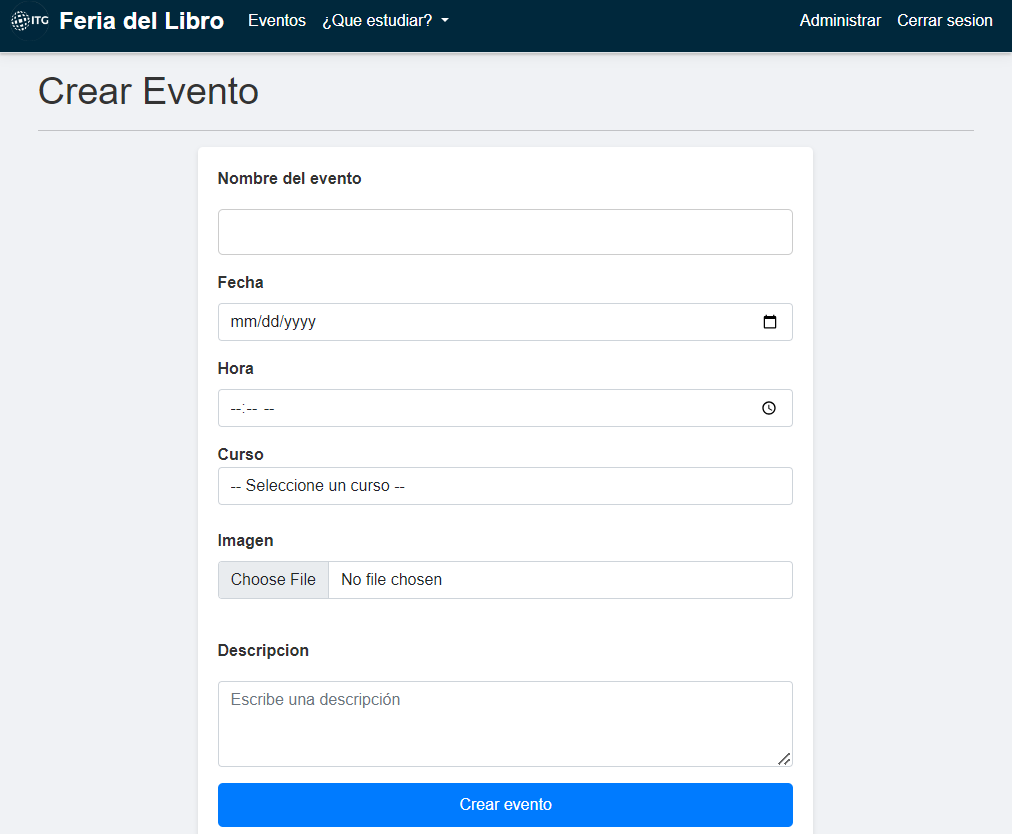 ITG Feria del Libro Eventos ¿Que estudiar? Administrar Cerrar sesion
Crear Evento
Nombre del evento
Fecha
mm/dd/yyyy
Hora
--:-- --
Curso
-- Seleccione un curso --
Imagen
Choose File No file chosen
Descripcion
Escribe una descripción
Crear evento